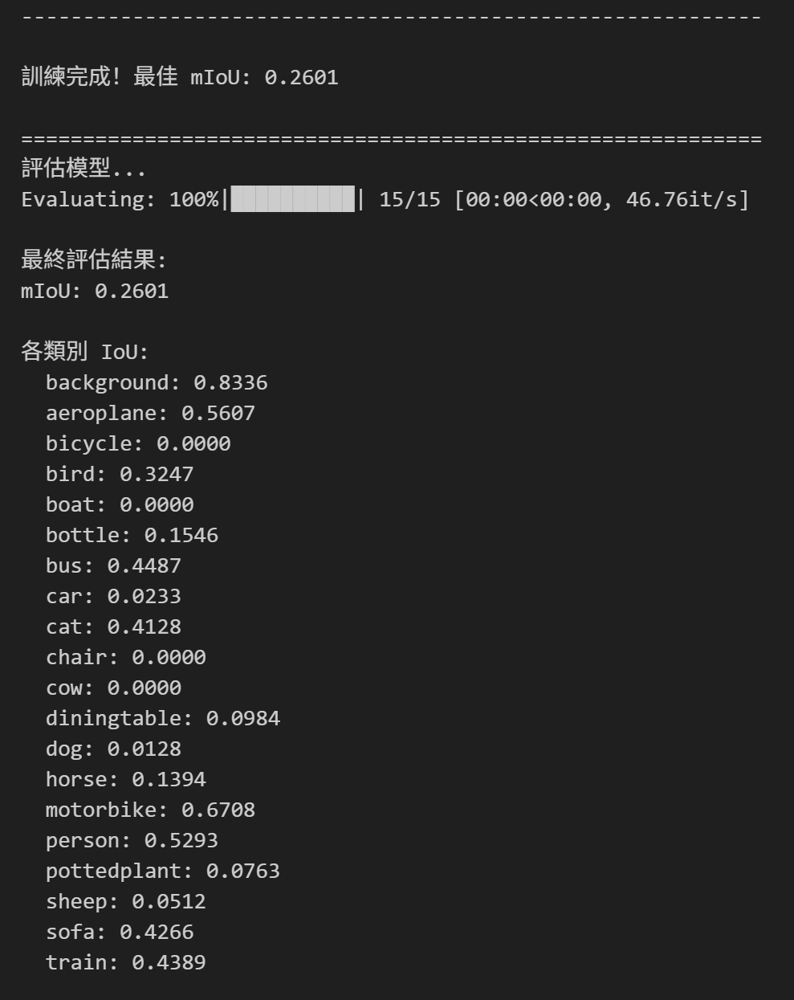 ------------------------------------------------------------
訓練完成！最佳 mIoU: 0.2601
============================================================
評估模型...
Evaluating: 100%|██████████| 15/15 [00:00<00:00, 46.76it/s]
最終評估結果:
mIoU: 0.2601
各類別 IoU:
background: 0.8336
aeroplane: 0.5607
bicycle: 0.0000
bird: 0.3247
boat: 0.0000
bottle: 0.1546
bus: 0.4487
car: 0.0233
cat: 0.4128
chair: 0.0000
cow: 0.0000
diningtable: 0.0984
dog: 0.0128
horse: 0.1394
motorbike: 0.6708
person: 0.5293
pottedplant: 0.0763
sheep: 0.0512
sofa: 0.4266
train: 0.4389